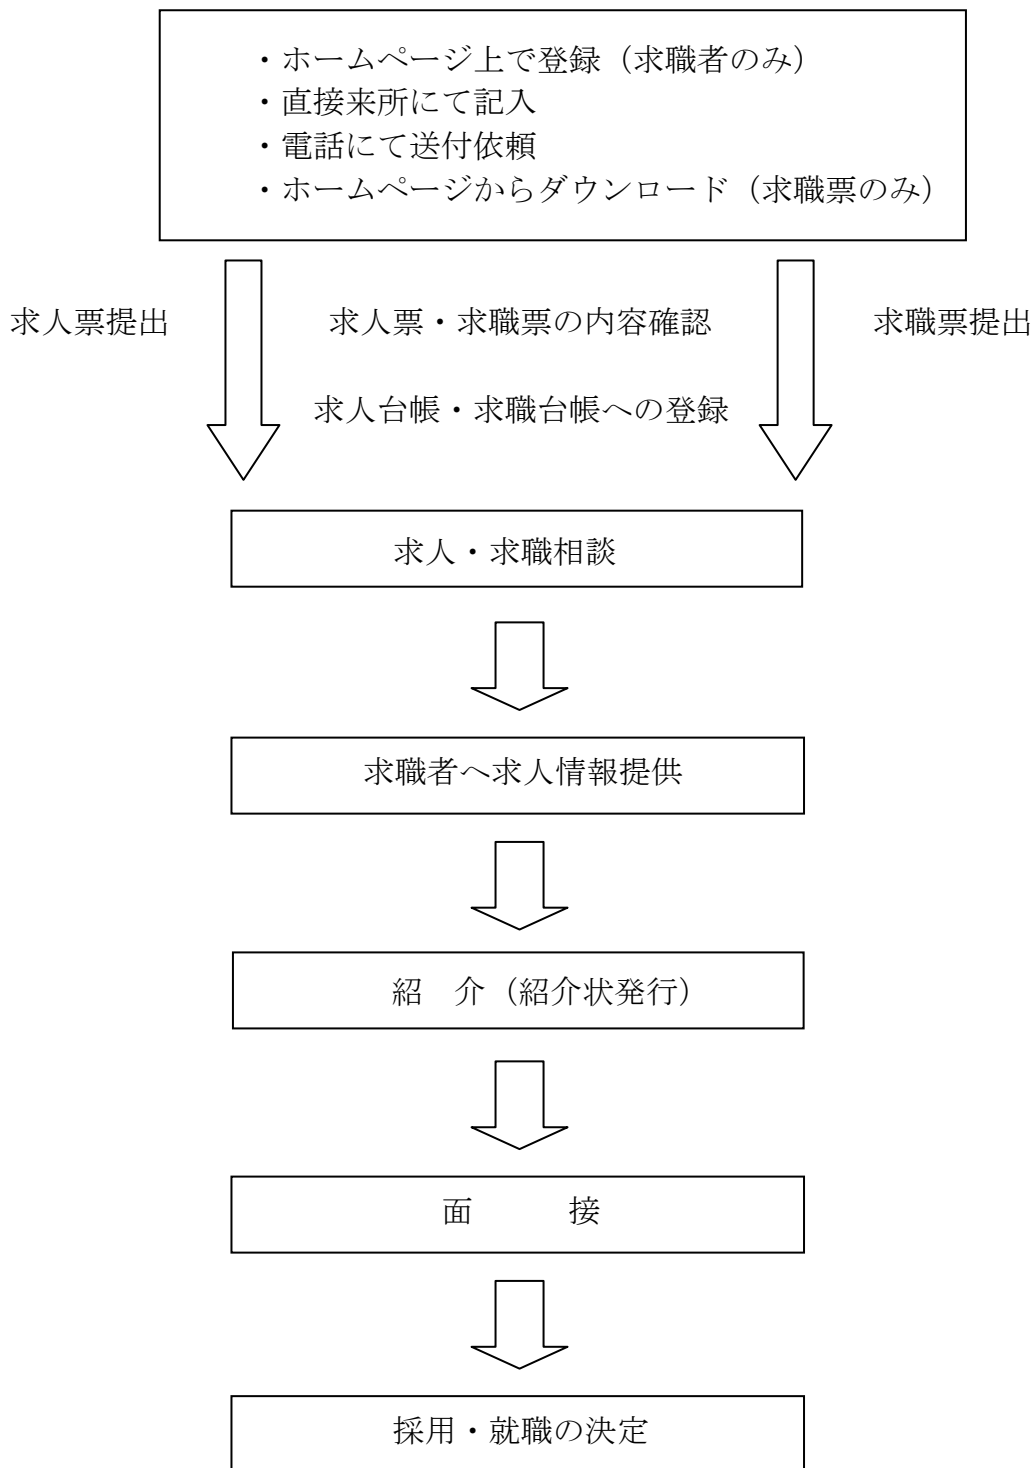 ・ホームページ上で登録（求職者のみ）
・直接来所にて記入
・電話にて送付依頼
・ホームページからダウンロード（求職票のみ）
求人票提出 求人票・求職票の内容確認 求職票提出
求人台帳・求職台帳への登録
求人・求職相談
求職者へ求人情報提供
紹　介（紹介状発行）
面　　　接
採用・就職の決定